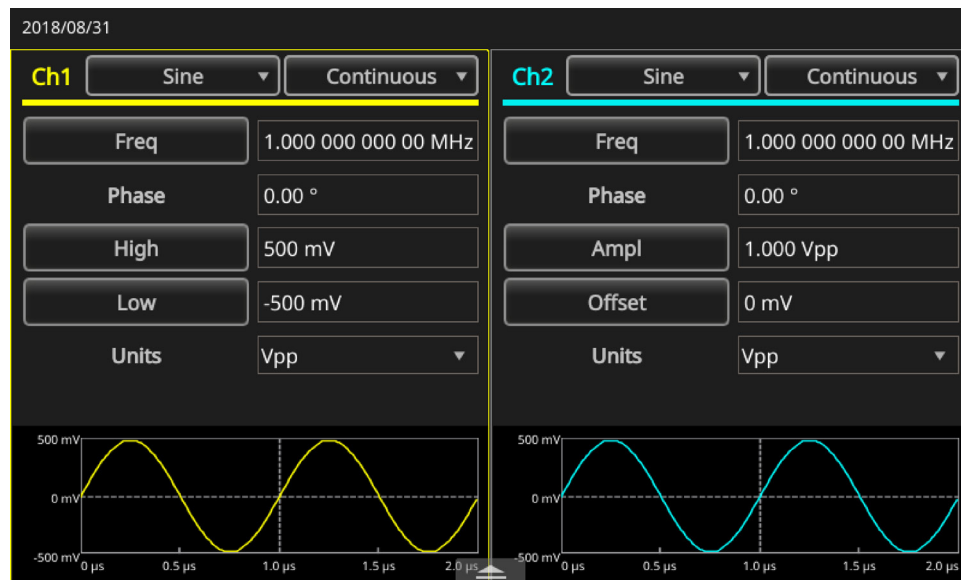 2018/08/31
Ch1 Sine Continuous
Freq 1.000 000 000 00 MHz
Phase 0.00 °
High 500 mV
Low -500 mV
Units Vpp
500 mV
0 mV
-500 mV
0 µs 0.5 µs 1.0 µs 1.5 µs 2.0 µs
Ch2 Sine Continuous
Freq 1.000 000 000 00 MHz
Phase 0.00 °
Ampl 1.000 Vpp
Offset 0 mV
Units Vpp
500 mV
0 mV
-500 mV
0 µs 0.5 µs 1.0 µs 1.5 µs 2.0 µs